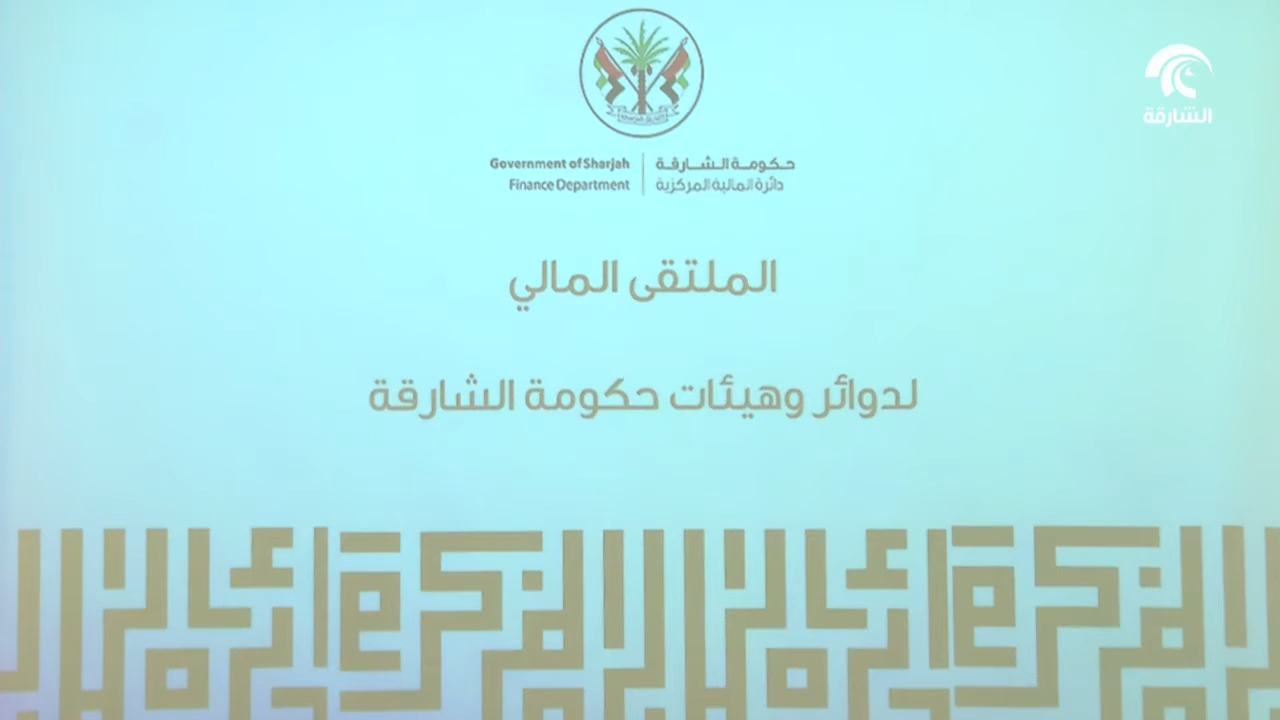 الشارقة
Government of Sharjah
Finance Department
حكومة الشارقة
دائرة المالية المركزية
الملتقى المالي
لدوائر وهيئات حكومة الشارقة